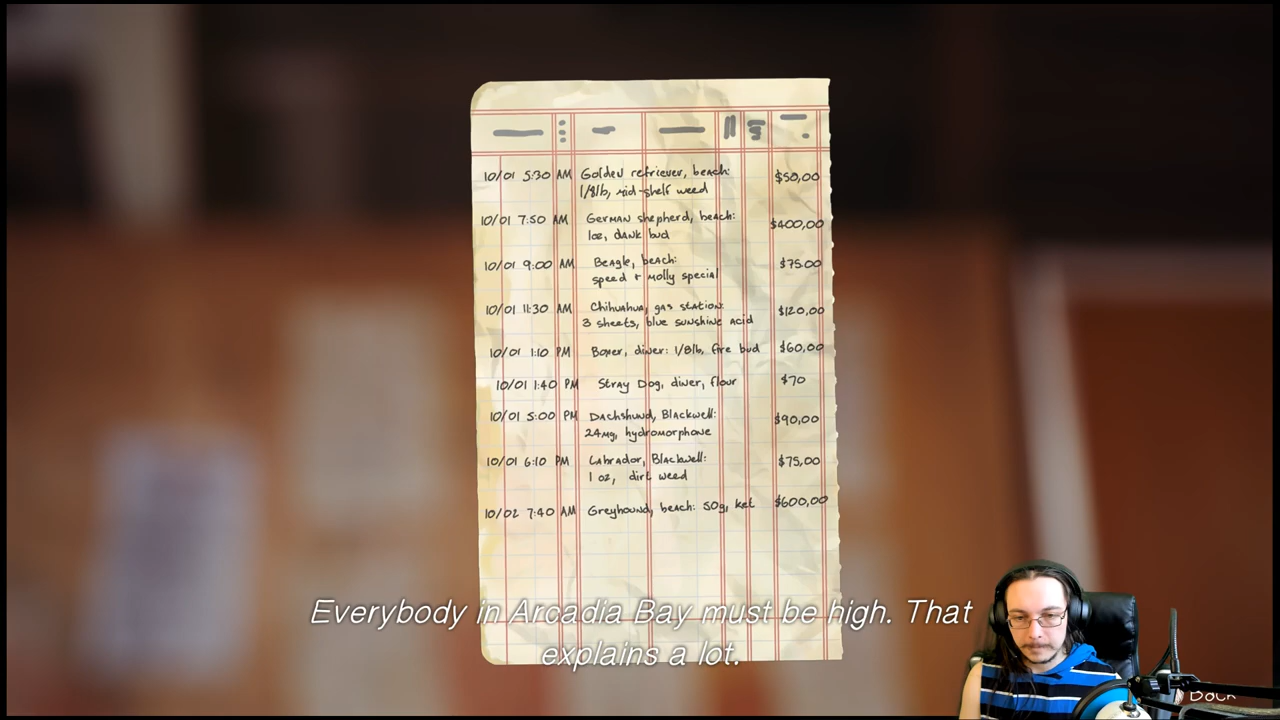 10/01 5:30 AM Golden retriever, beach: $50,00
1/8lb, mid-shelf weed
10/01 7:50 AM German shepherd, beach: $400,00
1oz, dank bud
10/01 9:00 AM Beagle, beach: $75.00
speed + molly special
10/01 11:30 AM Chihuahua, gas station: $120,00
3 sheets, blue sunshine acid
10/01 1:10 PM Boxer, diner: 1/8lb, fire bud $60,00
10/01 1:40 PM Stray Dog, diner, flour $70
10/01 5:00 PM Dachshund, Blackwell: $90,00
24mg, hydromorphone
10/01 6:10 PM Labrador, Blackwell: $75,00
1 oz, dirt weed
10/02 7:40 AM Greyhound, beach: 50g, ket $600,00
Everybody in Arcadia Bay must be high. That
explains a lot.